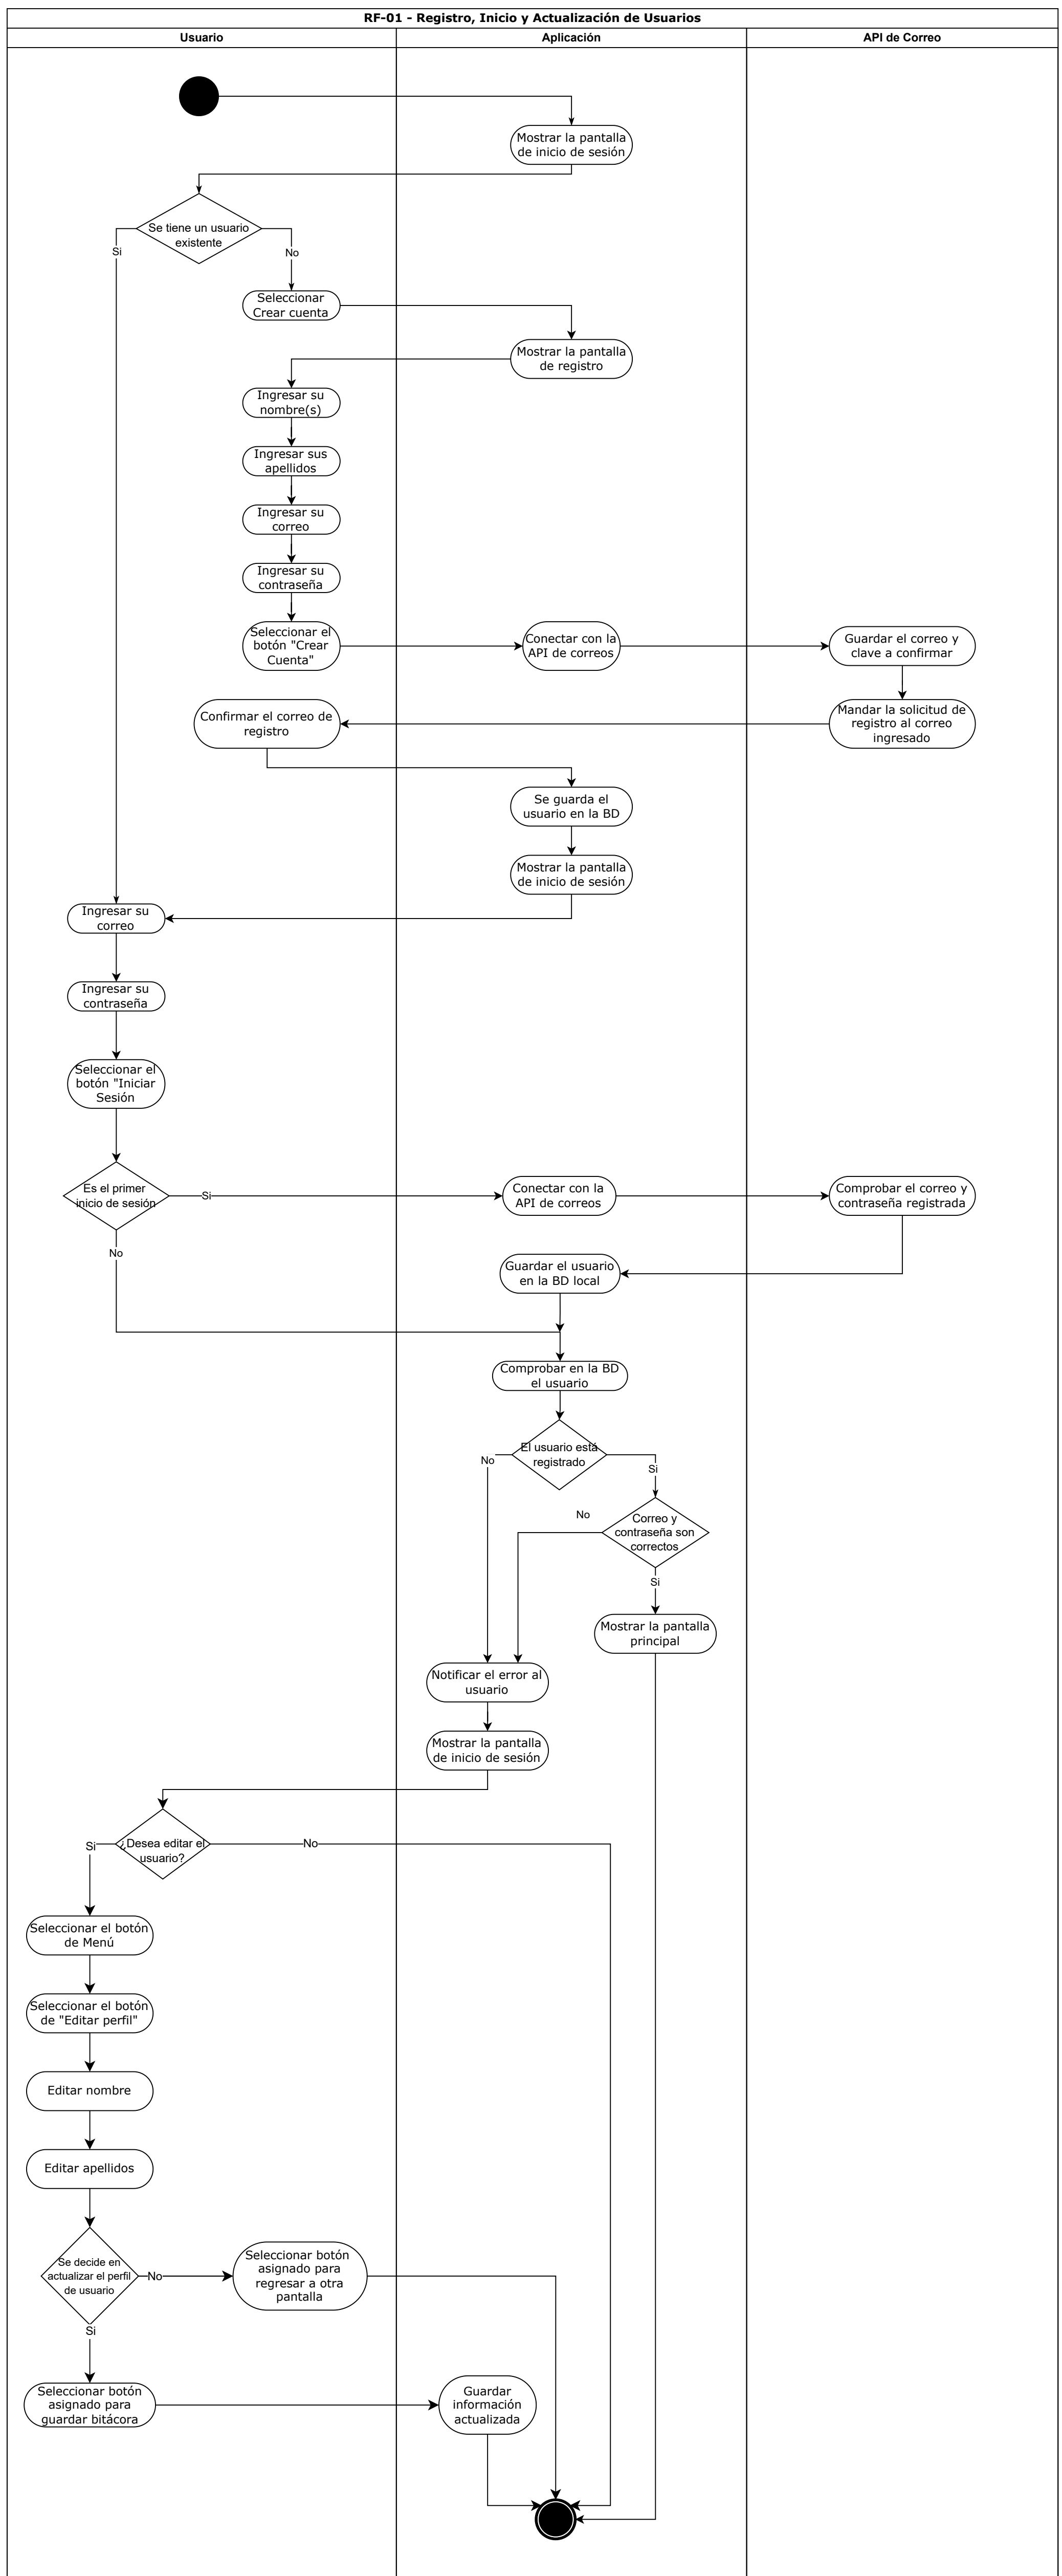 RF-01 - Registro, Inicio y Actualización de Usuarios
Usuario
Aplicación
API de Correo
Mostrar la pantalla
de inicio de sesión
Se tiene un usuario
existente
Si
No
Seleccionar
Crear cuenta
Mostrar la pantalla
de registro
Ingresar su
nombre(s)
Ingresar sus
apellidos
Ingresar su
correo
Ingresar su
contraseña
Seleccionar el
botón "Crear
Cuenta"
Conectar con la
API de correos
Guardar el correo y
clave a confirmar
Mandar la solicitud de
registro al correo
ingresado
Confirmar el correo de
registro
Se guarda el
usuario en la BD
Mostrar la pantalla
de inicio de sesión
Ingresar su
correo
Ingresar su
contraseña
Seleccionar el
botón "Iniciar
Sesión
Es el primer
inicio de sesión
Si
No
Conectar con la
API de correos
Comprobar el correo y
contraseña registrada
Guardar el usuario
en la BD local
Comprobar en la BD
el usuario
El usuario está
registrado
No
Si
Correo y
contraseña son
correctos
No
Si
Mostrar la pantalla
principal
Notificar el error al
usuario
Mostrar la pantalla
de inicio de sesión
¿Desea editar el
usuario?
Si
No
Seleccionar el botón
de Menú
Seleccionar el botón
de "Editar perfil"
Editar nombre
Editar apellidos
Se decide en
actualizar el perfil
de usuario
No
Si
Seleccionar botón
asignado para
regresar a otra
pantalla
Seleccionar botón
asignado para
guardar bitácora
Guardar
información
actualizada